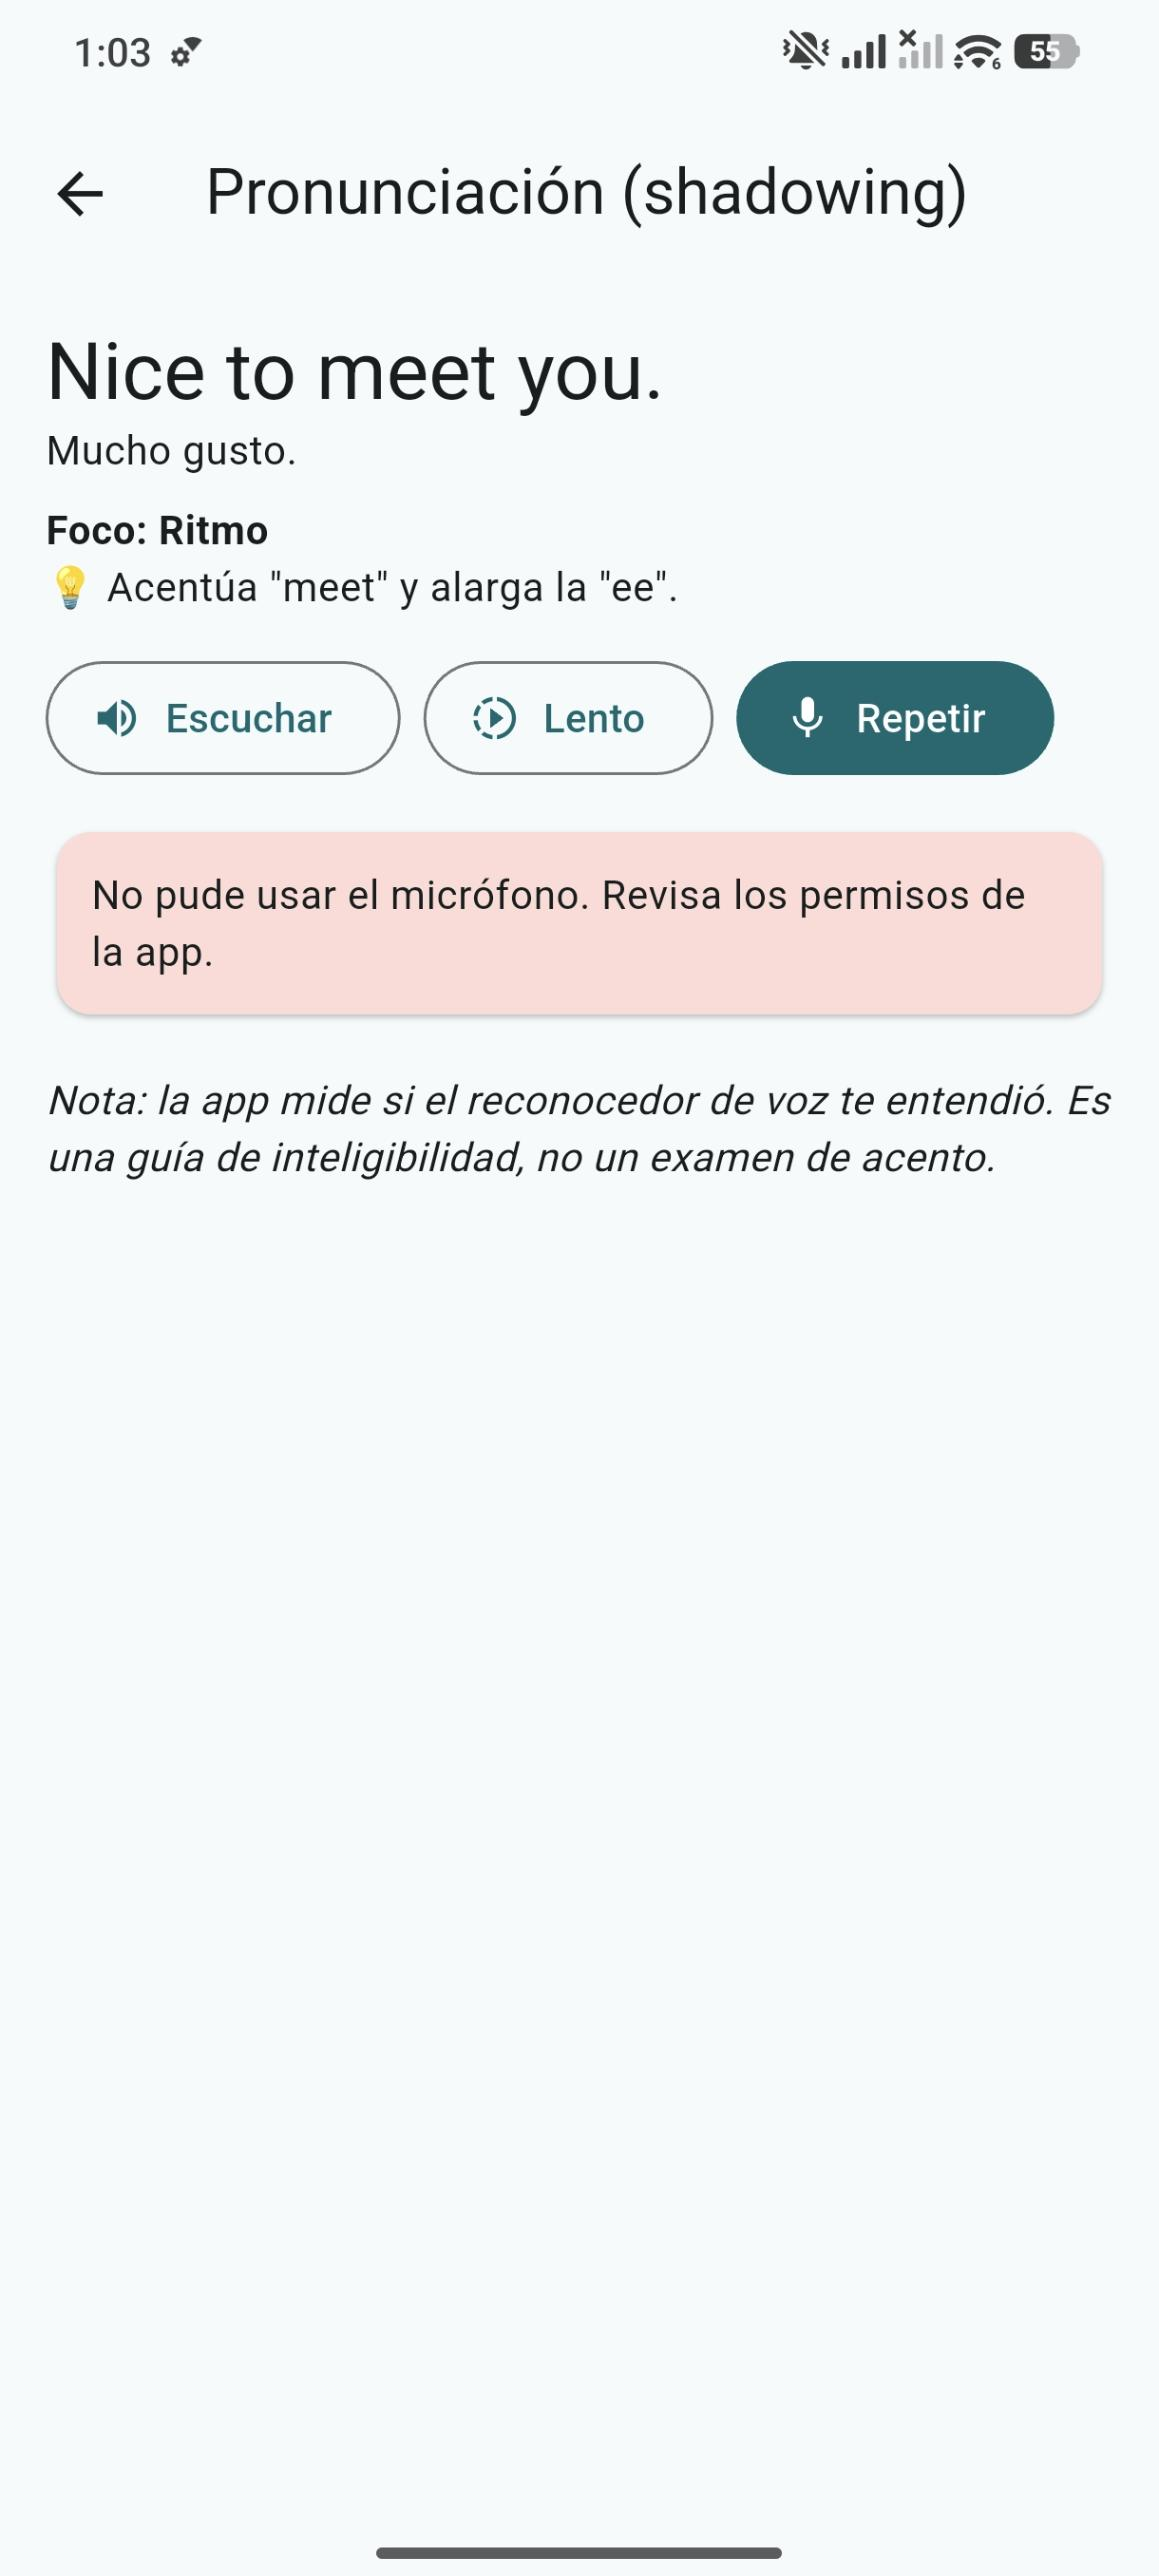 1:03
6
55
Pronunciación (shadowing)
Nice to meet you.
Mucho gusto.
Foco: Ritmo
💡 Acentúa "meet" y alarga la "ee".
Escuchar
Lento
Repetir
No pude usar el micrófono. Revisa los permisos de
la app.
Nota: la app mide si el reconocedor de voz te entendió. Es
una guía de inteligibilidad, no un examen de acento.